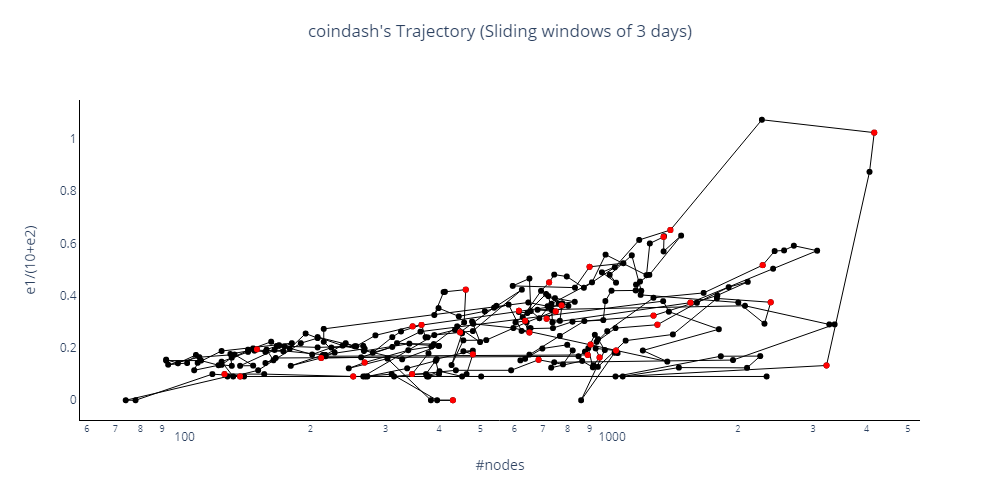 coindash's Trajectory (Sliding windows of 3 days)
e1/(10+e2)
1
0.8
0.6
0.4
0.2
0
6 7 8 9 100 2 3 4 5 6 7 8 9 1000 2 3 4 5
#nodes